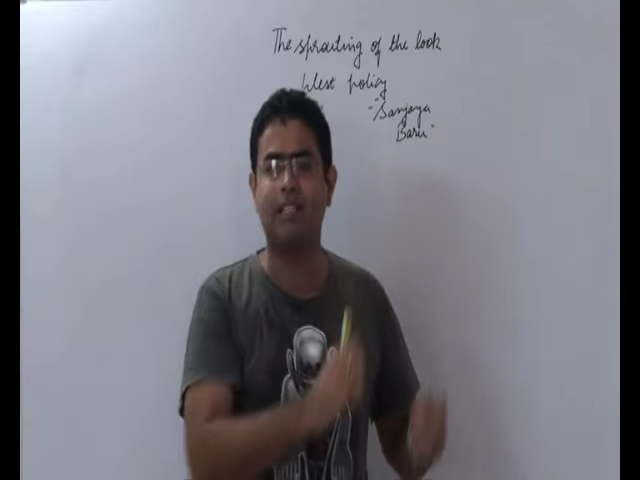 The sprouting of the look
West policy
- "Sanjaya
Baru"